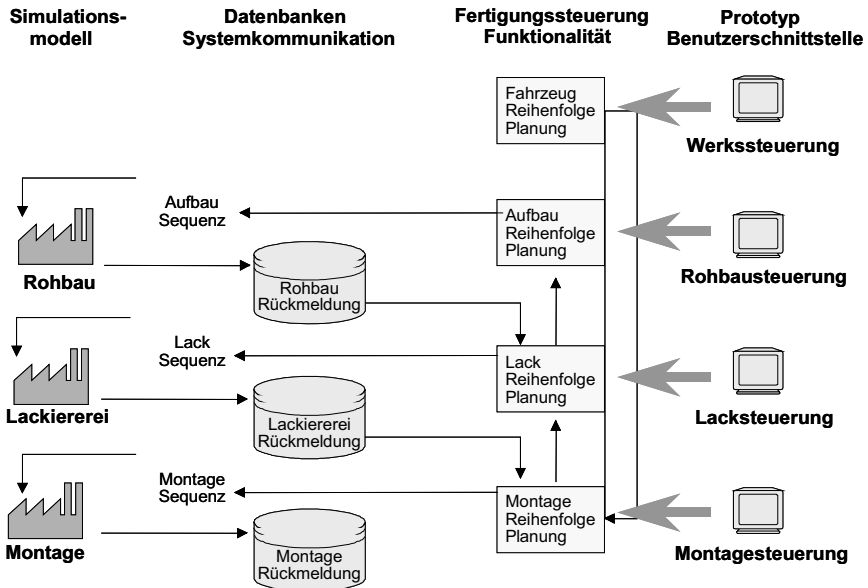 Simulations-
modell
Datenbanken
Systemkommunikation
Fertigungssteuerung
Funktionalität
Prototyp
Benutzerschnittstelle
Fahrzeug
Reihenfolge
Planung
Werkssteuerung
Aufbau
Sequenz
Aufbau
Reihenfolge
Planung
Rohbau
Rohbau
Rückmeldung
Rohbausteuerung
Lack
Sequenz
Lack
Reihenfolge
Planung
Lackiererei
Lackiererei
Rückmeldung
Lacksteuerung
Montage
Sequenz
Montage
Reihenfolge
Planung
Montage
Montage
Rückmeldung
Montagesteuerung